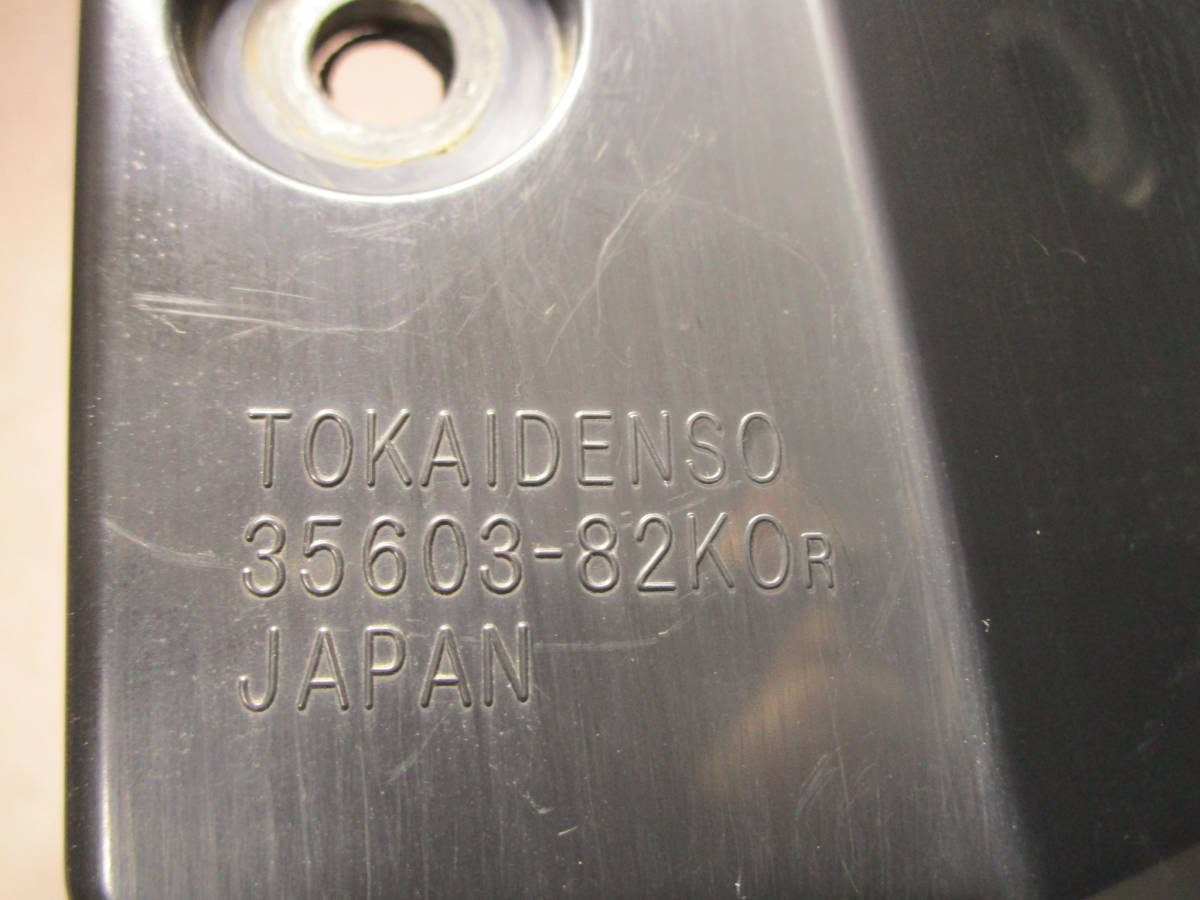 TOKAIDENSO
35603-82K0R
JAPAN